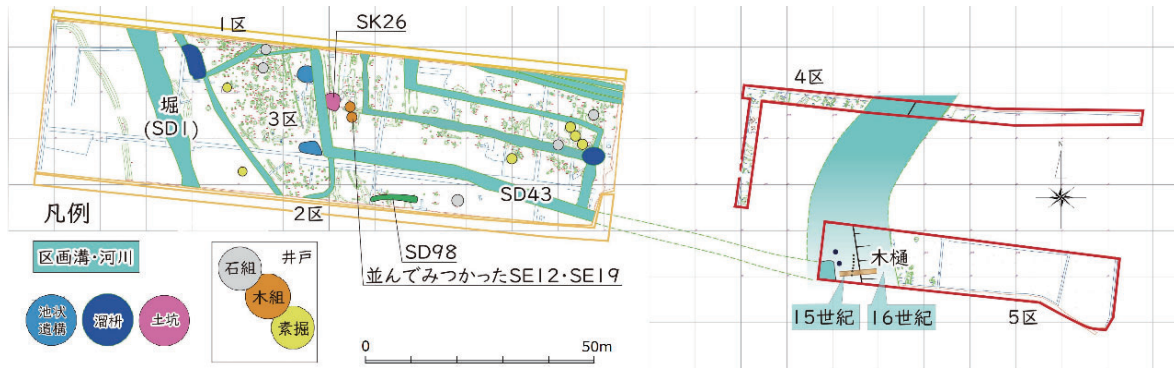 1区
SK26
4区
堀
(SD1)
3区
SD43
2区
SD98
並んでみつかったSE12・SE19
木樋
15世紀
16世紀
5区
凡例
区画溝・河川
池状
遺構
溜枡
土坑
井戸
石組
木組
素掘
0
50m